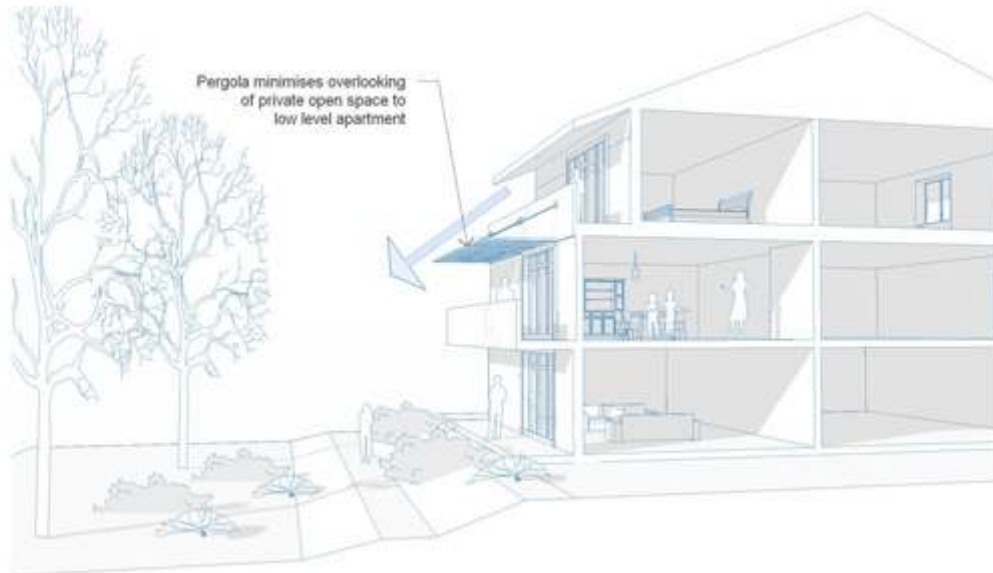 Pergola minimises overlooking
of private open space to
low level apartment